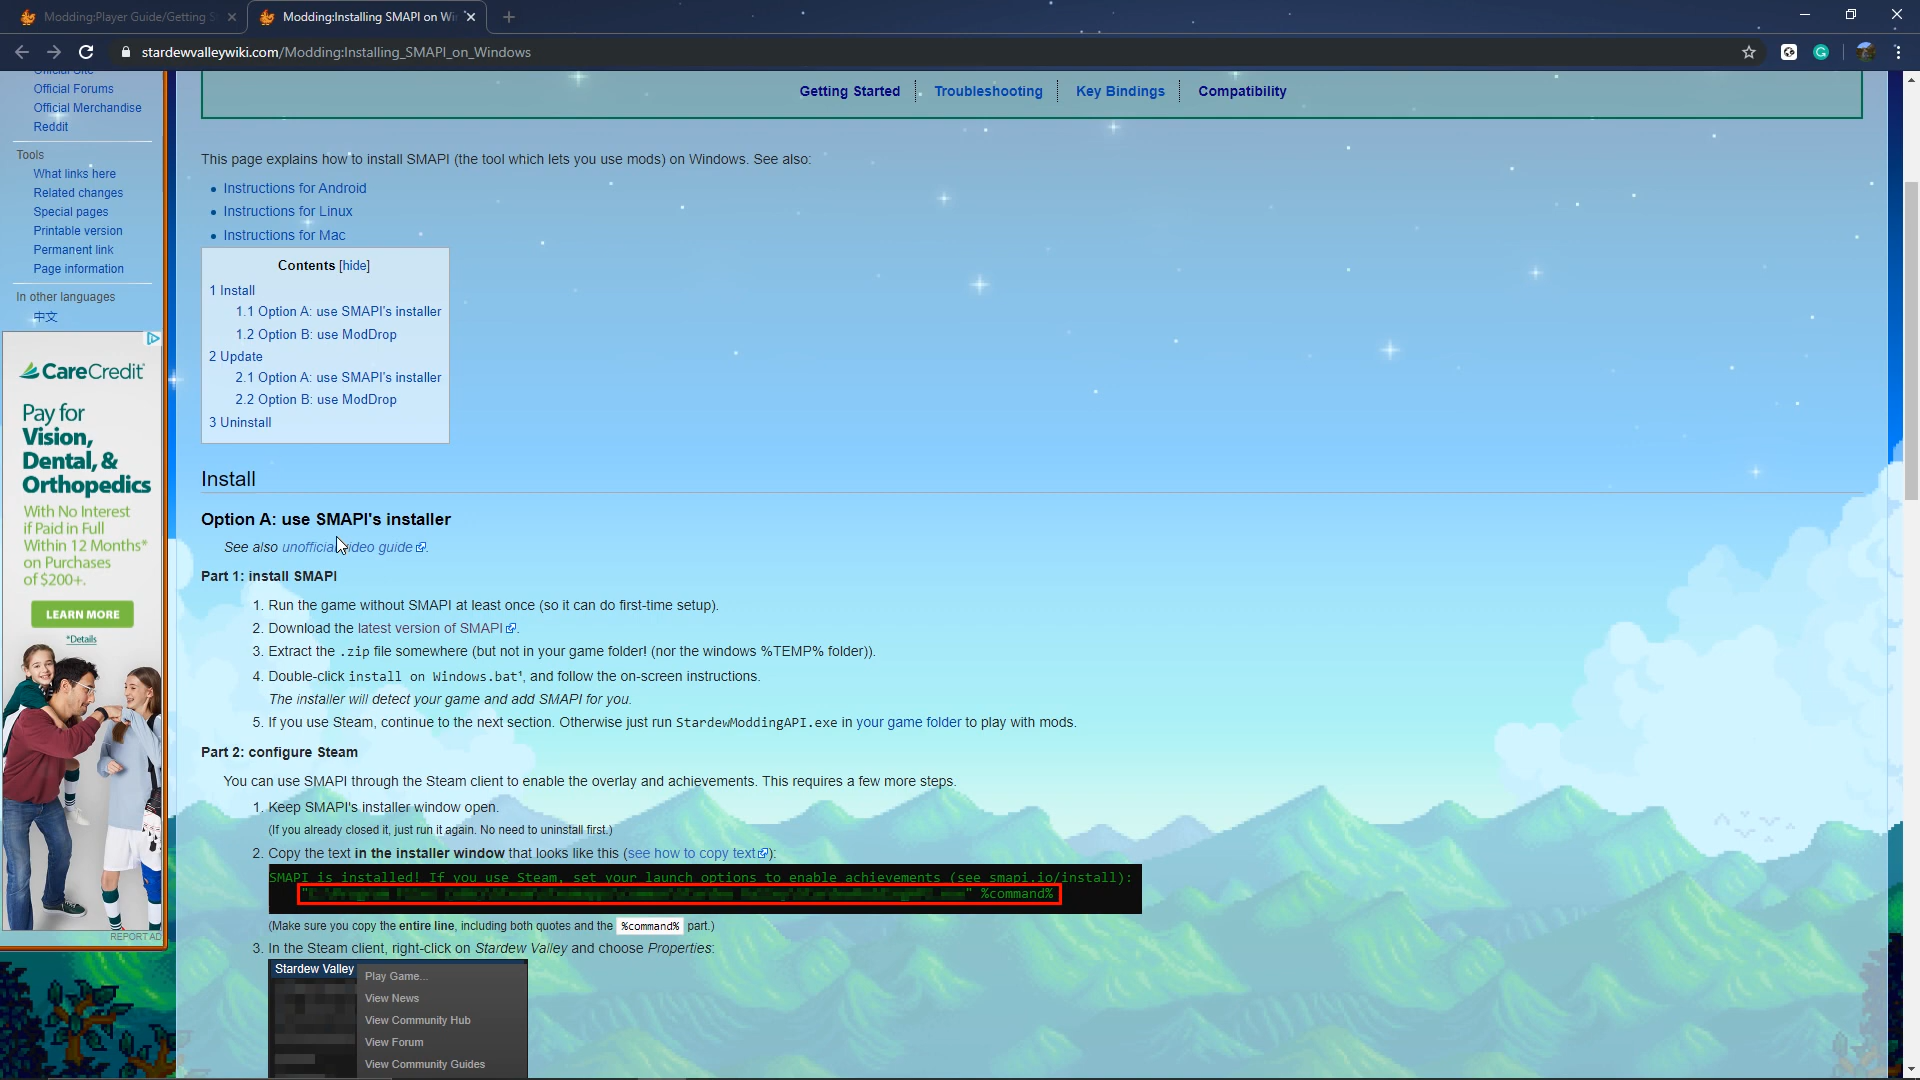 Modding:Player Guide/Getting S
Modding:Installing SMAPI on Wi
stardewvalleywiki.com/Modding:Installing_SMAPI_on_Windows
Official Site
Official Forums
Official Merchandise
Reddit
Tools
What links here
Related changes
Special pages
Printable version
Permanent link
Page information
In other languages
中文
CareCredit
Pay for
Vision,
Dental, &
Orthopedics
With No Interest
if Paid in Full
Within 12 Months*
on Purchases
of $200+.
LEARN MORE
*Details
REPORT AD
Getting Started
Troubleshooting
Key Bindings
Compatibility
This page explains how to install SMAPI (the tool which lets you use mods) on Windows. See also:
Instructions for Android
Instructions for Linux
Instructions for Mac
Contents [hide]
1 Install
1.1 Option A: use SMAPI's installer
1.2 Option B: use ModDrop
2 Update
2.1 Option A: use SMAPI's installer
2.2 Option B: use ModDrop
3 Uninstall
Install
Option A: use SMAPI's installer
See also unofficial video guide.
Part 1: install SMAPI
1. Run the game without SMAPI at least once (so it can do first-time setup).
2. Download the latest version of SMAPI.
3. Extract the .zip file somewhere (but not in your game folder! (nor the windows %TEMP% folder)).
4. Double-click install on Windows.bat¹, and follow the on-screen instructions.
The installer will detect your game and add SMAPI for you.
5. If you use Steam, continue to the next section. Otherwise just run StardewModdingAPI.exe in your game folder to play with mods.
Part 2: configure Steam
You can use SMAPI through the Steam client to enable the overlay and achievements. This requires a few more steps.
1. Keep SMAPI's installer window open.
(If you already closed it, just run it again. No need to uninstall first.)
2. Copy the text in the installer window that looks like this (see how to copy text):
SMAPI is installed! If you use Steam, set your launch options to enable achievements (see smapi.io/install):
" %command%
(Make sure you copy the entire line, including both quotes and the %command% part.)
3. In the Steam client, right-click on Stardew Valley and choose Properties:
Stardew Valley
Play Game...
View News
View Community Hub
View Forum
View Community Guides